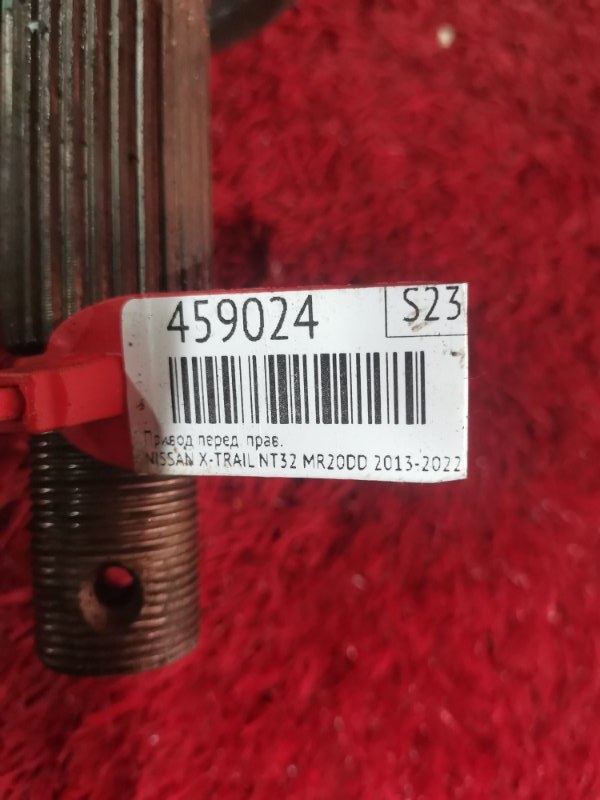 459024
S23
Привод перед. прав.
NISSAN X-TRAIL NT32 MR20DD 2013-2022